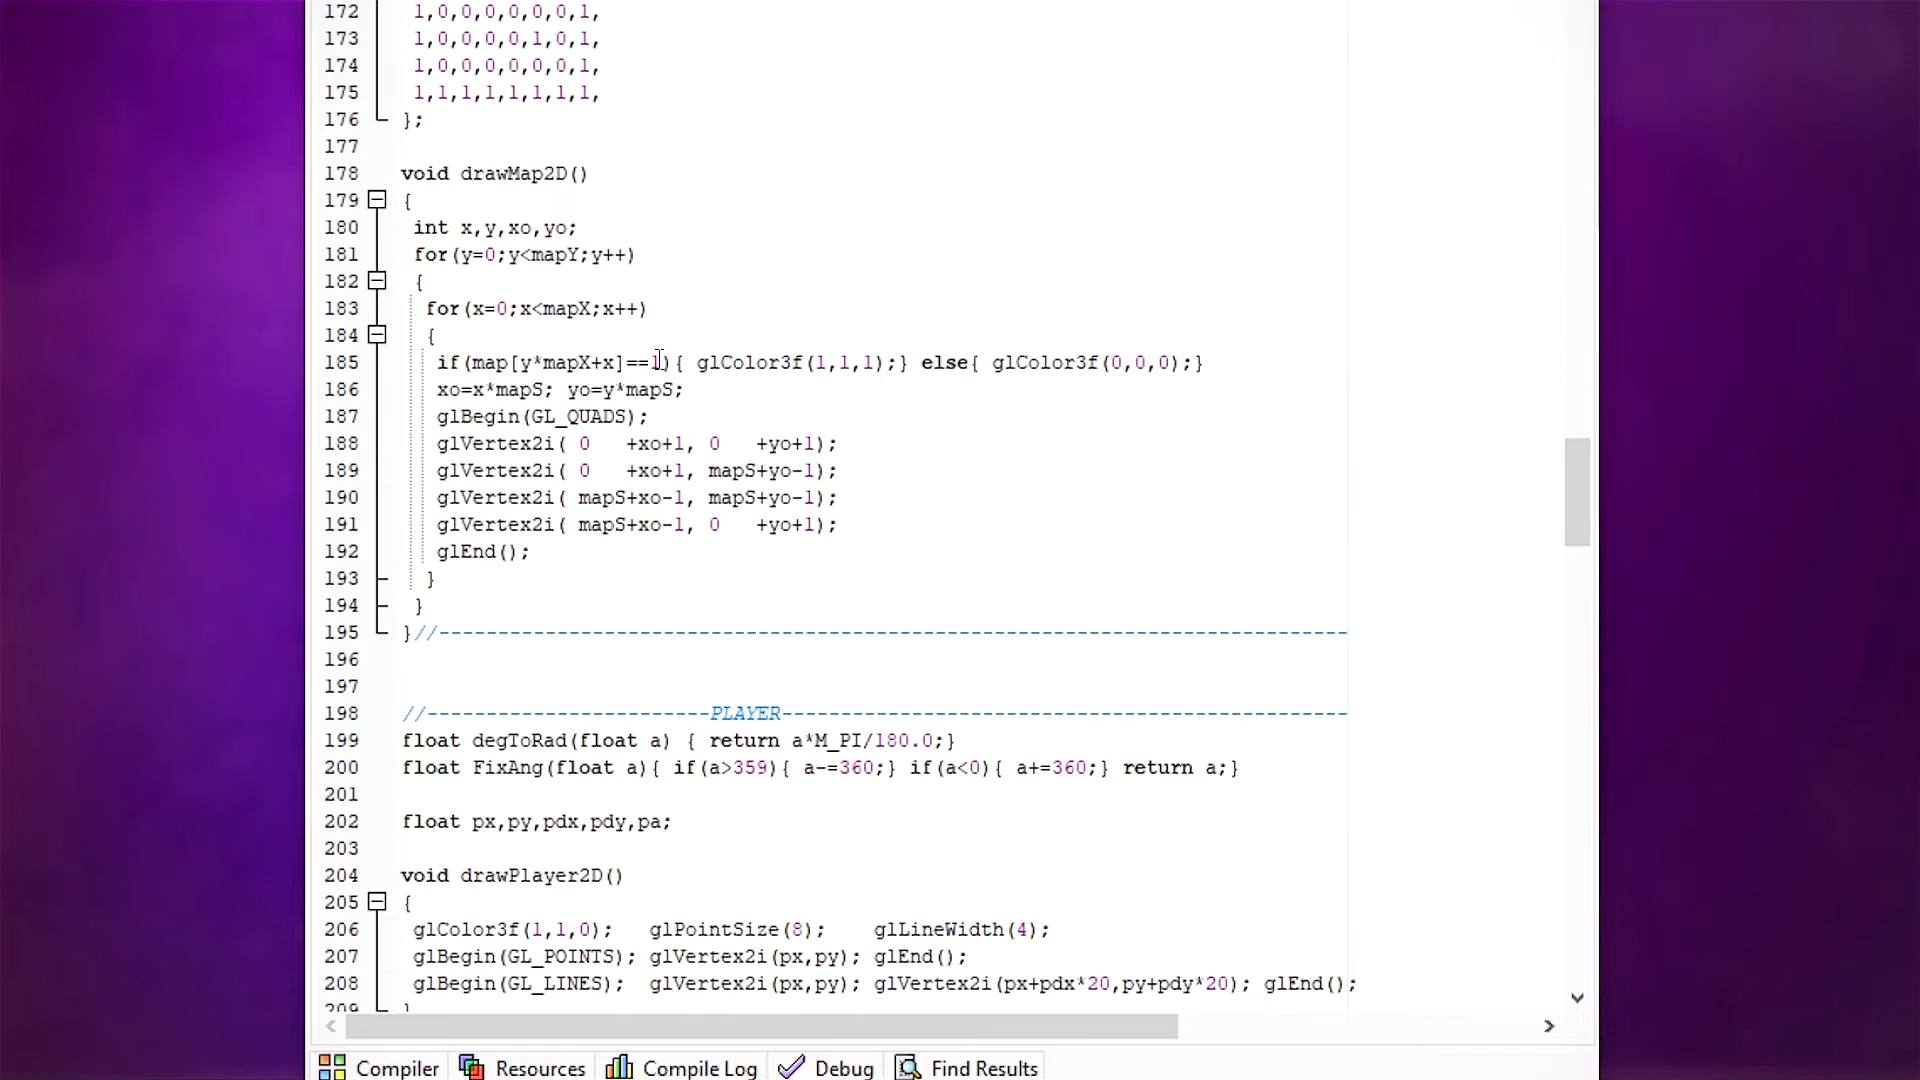 172 1,0,0,0,0,0,0,1,
173 1,0,0,0,0,1,0,1,
174 1,0,0,0,0,0,0,1,
175 1,1,1,1,1,1,1,1,
176 };
177
178 void drawMap2D()
179 {
180 int x,y,xo,yo;
181 for(y=0;y<mapY;y++)
182 {
183 for(x=0;x<mapX;x++)
184 {
185 if(map[y*mapX+x]==1){ glColor3f(1,1,1);} else{ glColor3f(0,0,0);}
186 xo=x*mapS; yo=y*mapS;
187 glBegin(GL_QUADS);
188 glVertex2i( 0   +xo+1, 0   +yo+1);
189 glVertex2i( 0   +xo+1, mapS+yo-1);
190 glVertex2i( mapS+xo-1, mapS+yo-1);
191 glVertex2i( mapS+xo-1, 0   +yo+1);
192 glEnd();
193 }
194 }
195 }//-----------------------------------------------------------------------------
196
197
198 //------------------------PLAYER------------------------------------------------
199 float degToRad(float a) { return a*M_PI/180.0;}
200 float FixAng(float a){ if(a>359){ a-=360;} if(a<0){ a+=360;} return a;}
201
202 float px,py,pdx,pdy,pa;
203
204 void drawPlayer2D()
205 {
206 glColor3f(1,1,0);   glPointSize(8);    glLineWidth(4);
207 glBegin(GL_POINTS); glVertex2i(px,py); glEnd();
208 glBegin(GL_LINES);  glVertex2i(px,py); glVertex2i(px+pdx*20,py+pdy*20); glEnd();
209 }
Compiler Resources Compile Log Debug Find Results